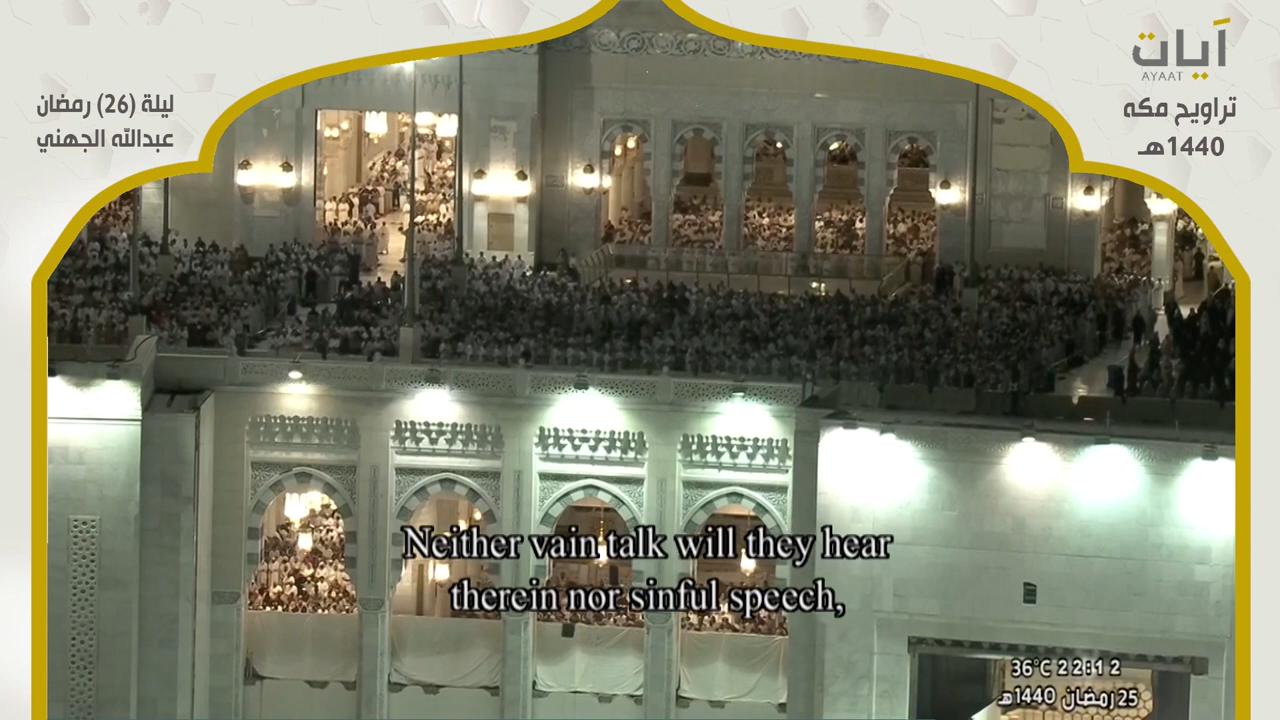 آيات
AYAAT
تراويح مكه
1440هـ
ليلة (26) رمضان
عبدالله الجهني
Neither vain talk will they hear
therein nor sinful speech,
36°C 22:12
25 رمضان 1440هـ